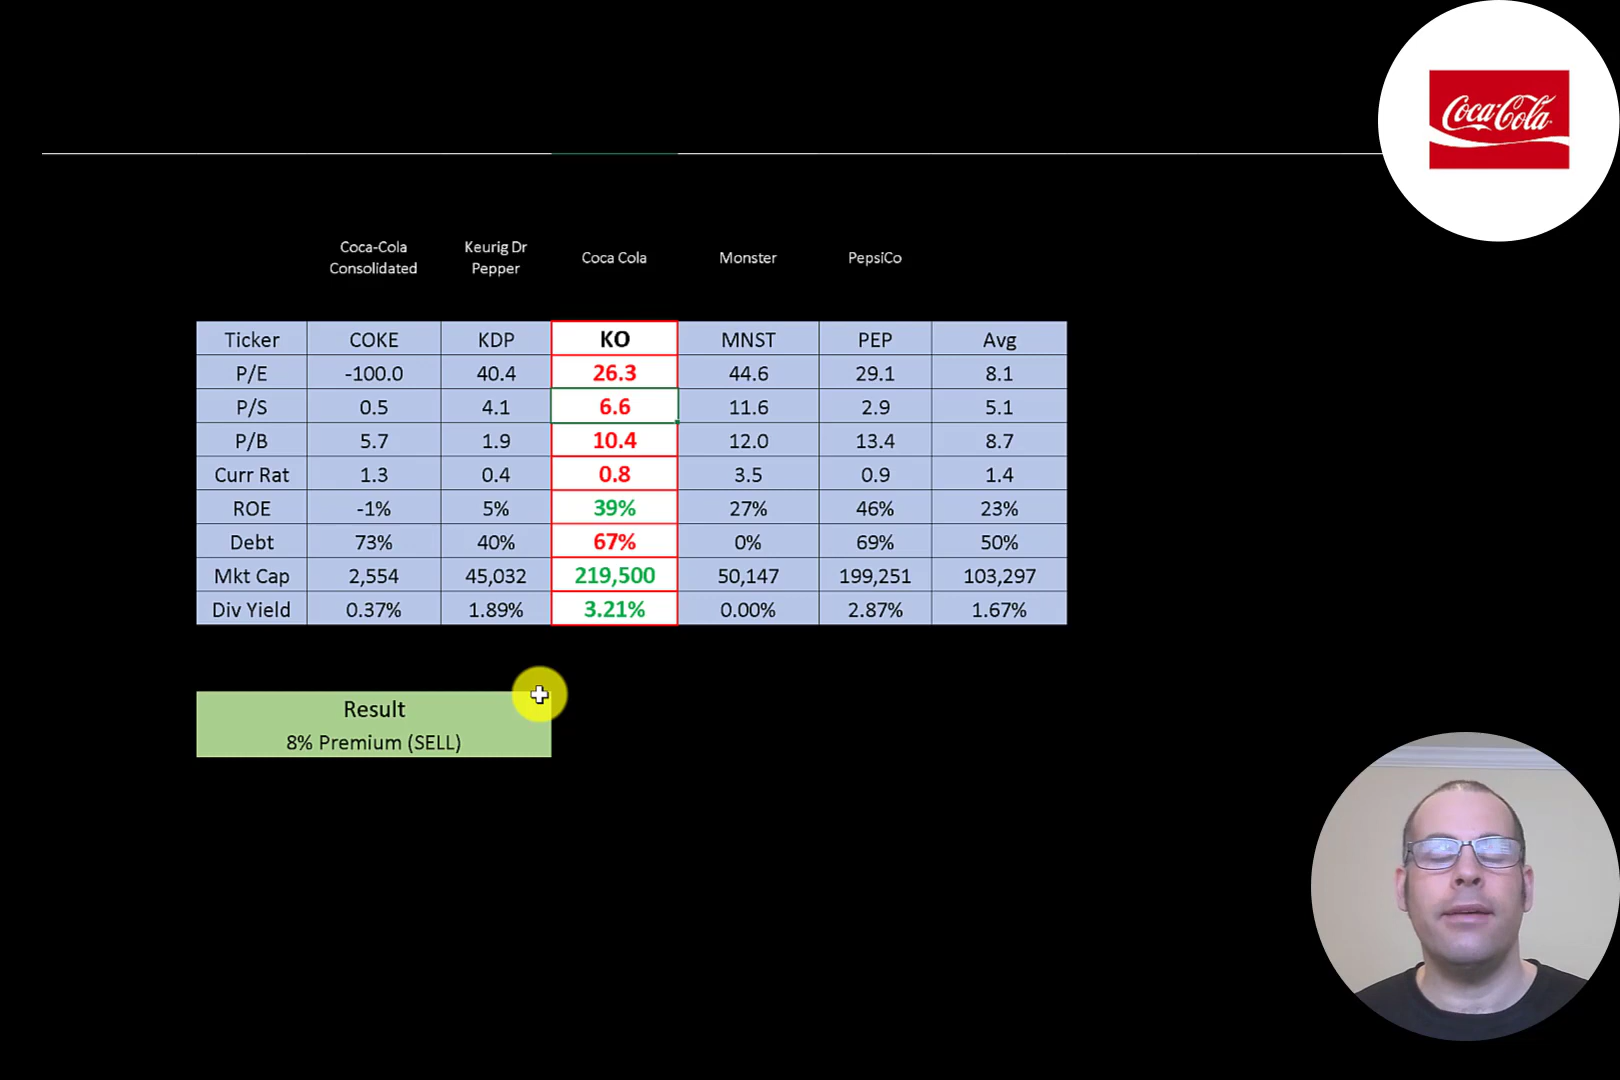 Coca-Cola
Coca-Cola Consolidated
Keurig Dr Pepper
Coca Cola
Monster
PepsiCo
Ticker COKE KDP KO MNST PEP Avg
P/E -100.0 40.4 26.3 44.6 29.1 8.1
P/S 0.5 4.1 6.6 11.6 2.9 5.1
P/B 5.7 1.9 10.4 12.0 13.4 8.7
Curr Rat 1.3 0.4 0.8 3.5 0.9 1.4
ROE -1% 5% 39% 27% 46% 23%
Debt 73% 40% 67% 0% 69% 50%
Mkt Cap 2,554 45,032 219,500 50,147 199,251 103,297
Div Yield 0.37% 1.89% 3.21% 0.00% 2.87% 1.67%
Result
8% Premium (SELL)